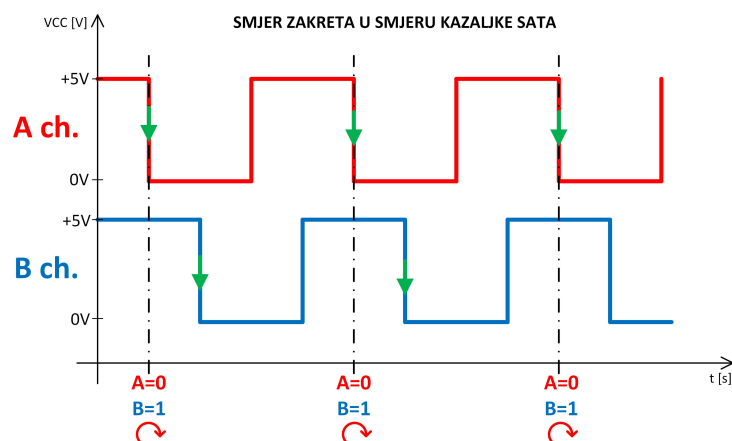 VCC [V]
SMJER ZAKRETA U SMJERU KAZALJKE SATA
+5V
A ch.
0V
+5V
B ch.
0V
t [s]
A=0 A=0 A=0
B=1 B=1 B=1